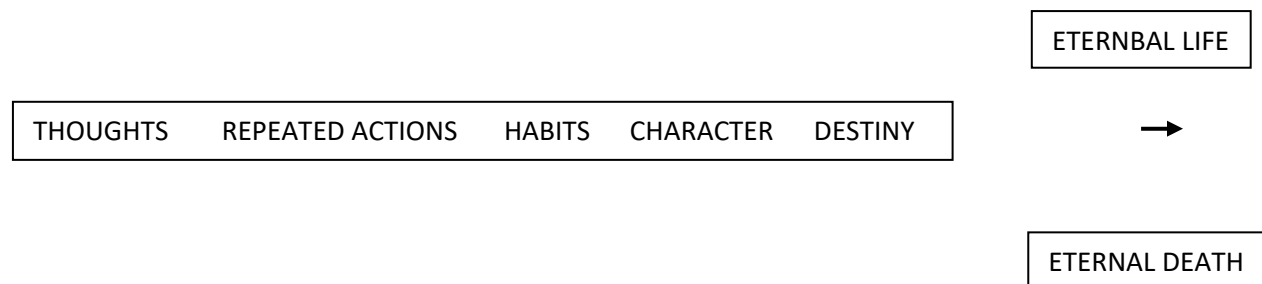 ETERNBAL LIFE
THOUGHTS REPEATED ACTIONS HABITS CHARACTER DESTINY
ETERNAL DEATH